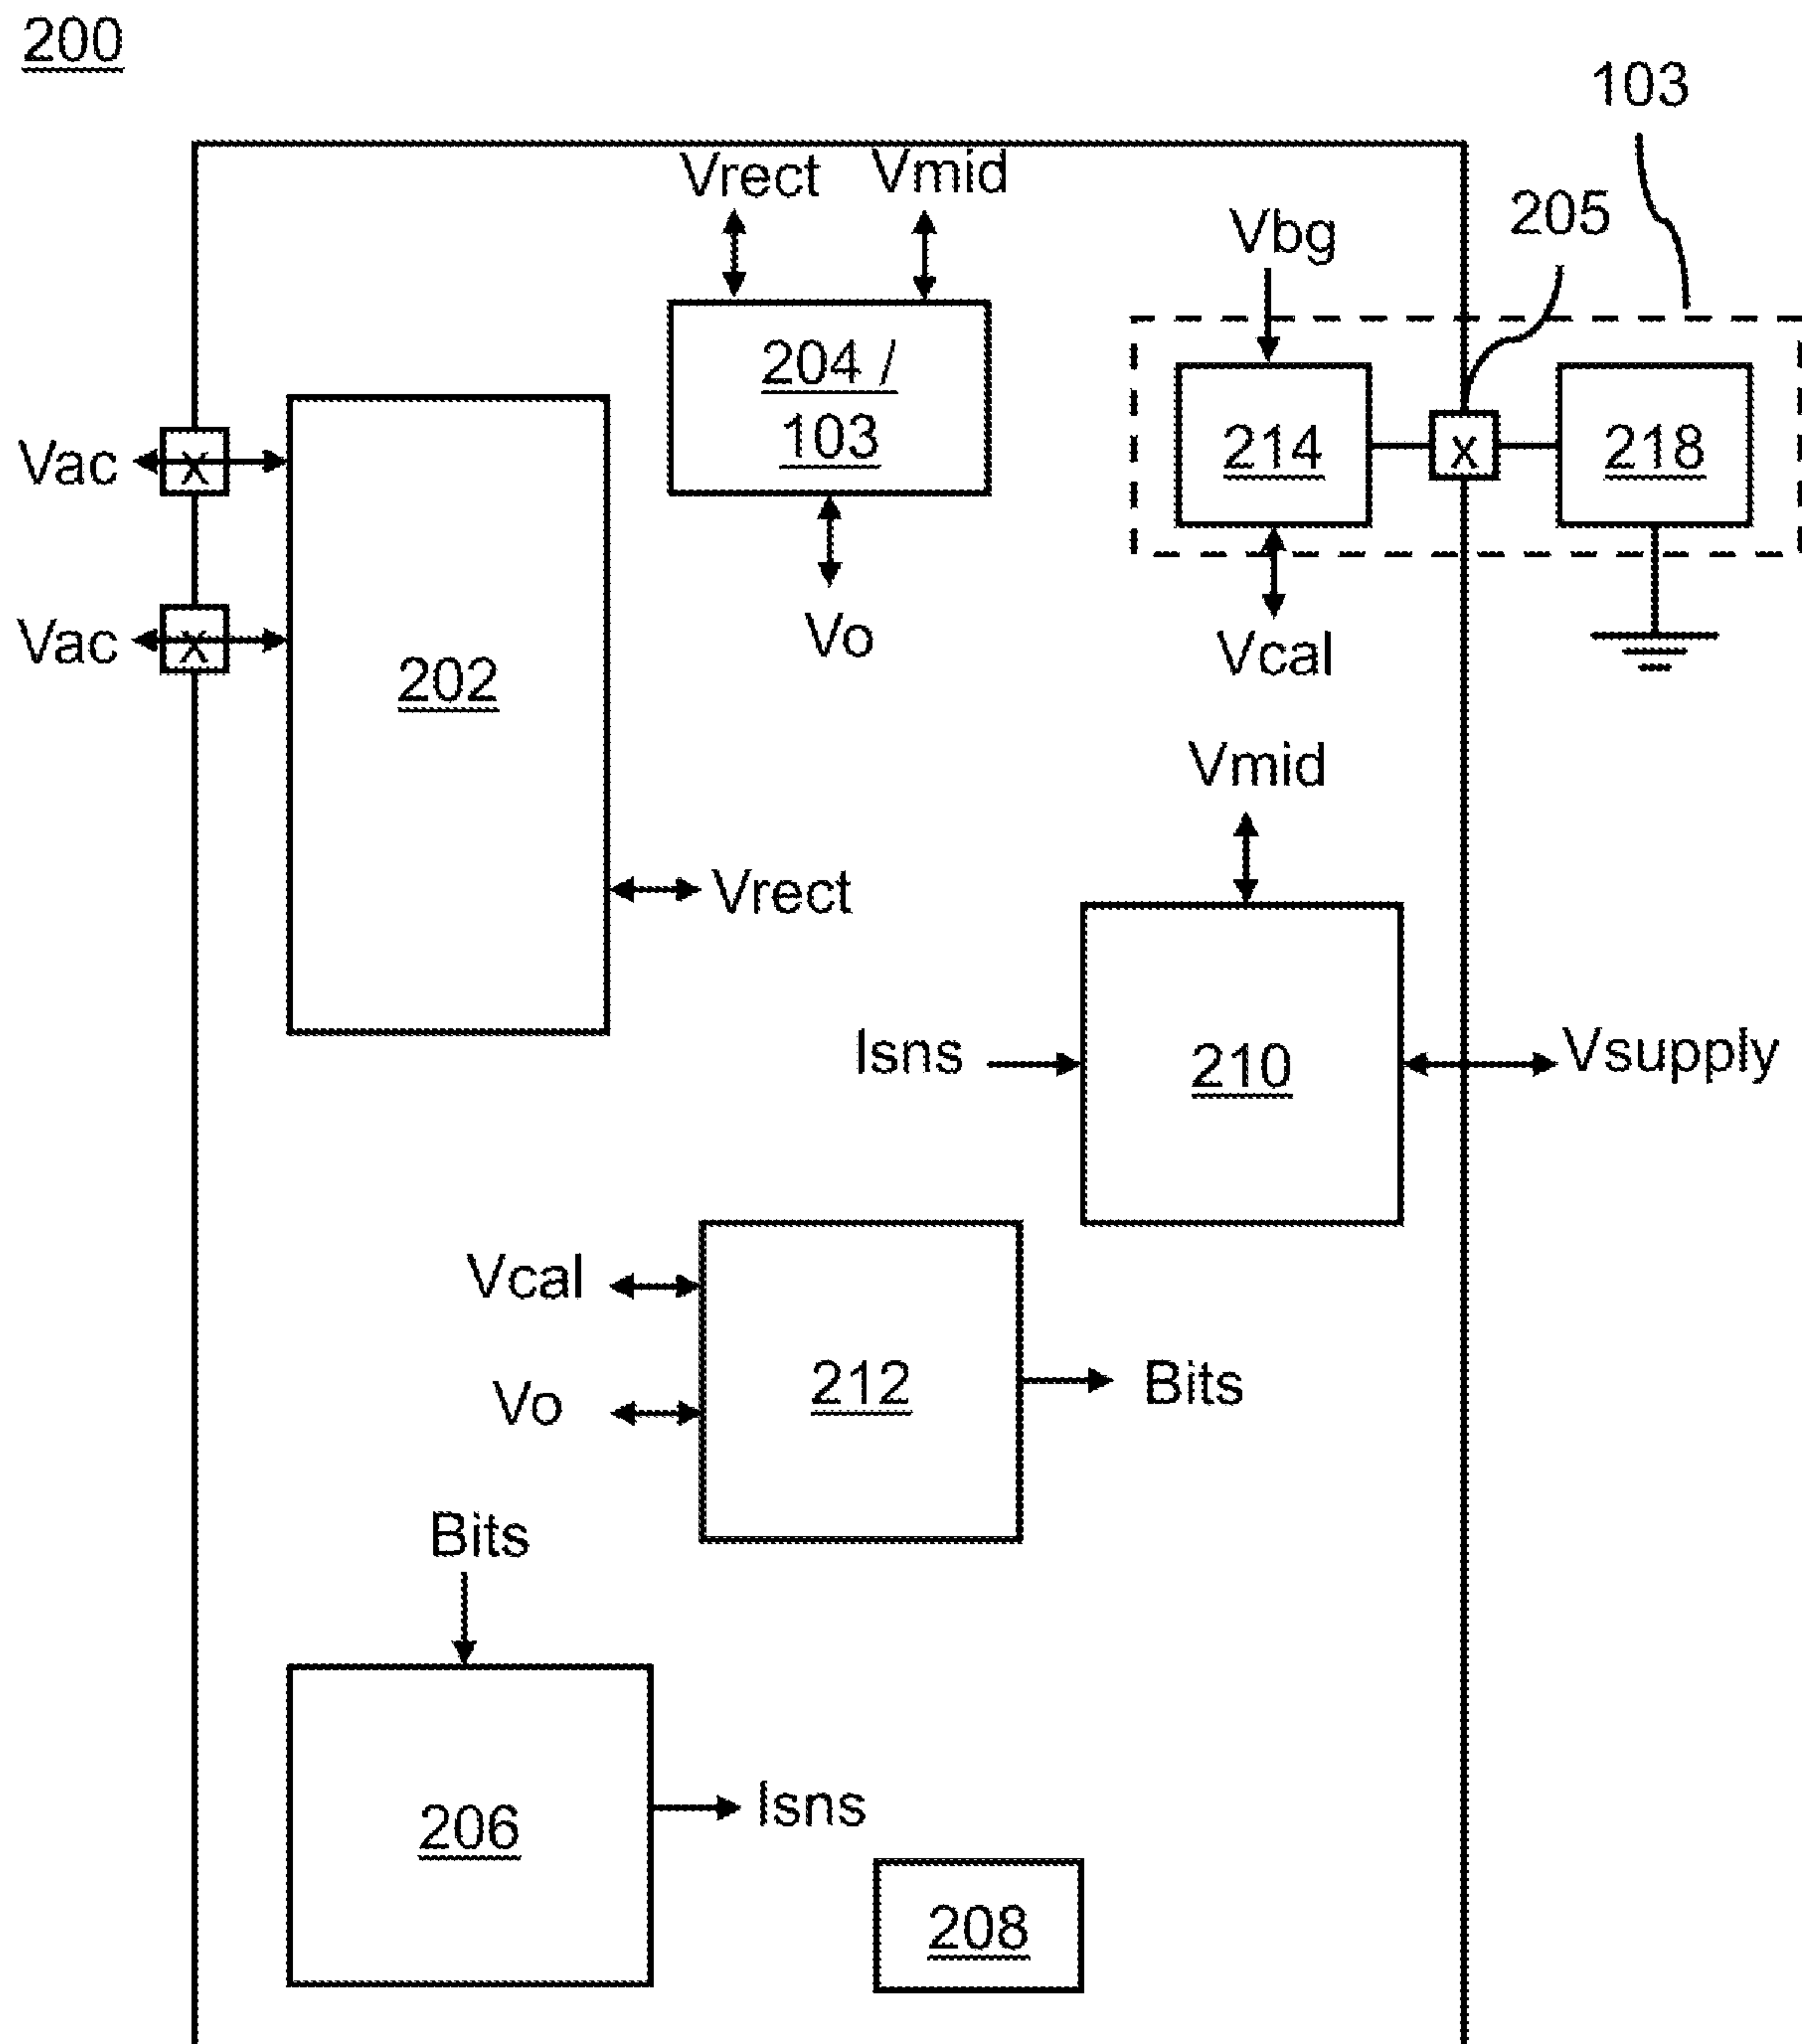 200
103
Vrect
Vmid
205
Vbg
204 /
103
214
x
218
Vac
x
Vac
x
Vo
Vcal
202
Vmid
Vrect
Isns
210
Vsupply
Vcal
212
Bits
Vo
Bits
206
Isns
208